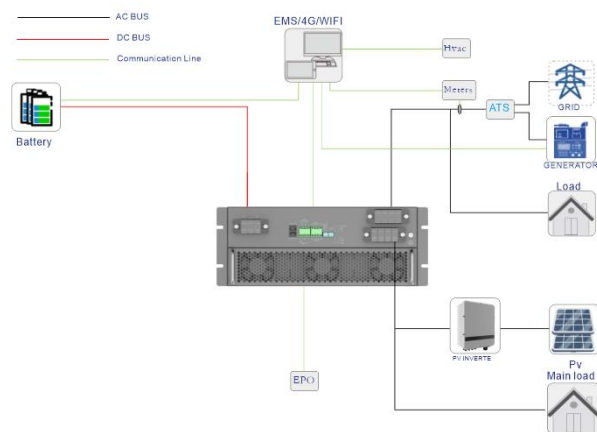 AC BUS
DC BUS
Communication Line
EMS/4G/WIFI
Hvac
Meters
ATS
GRID
Battery
GENERATOR
Load
EPO
PV INVERTE
Pv
Main load